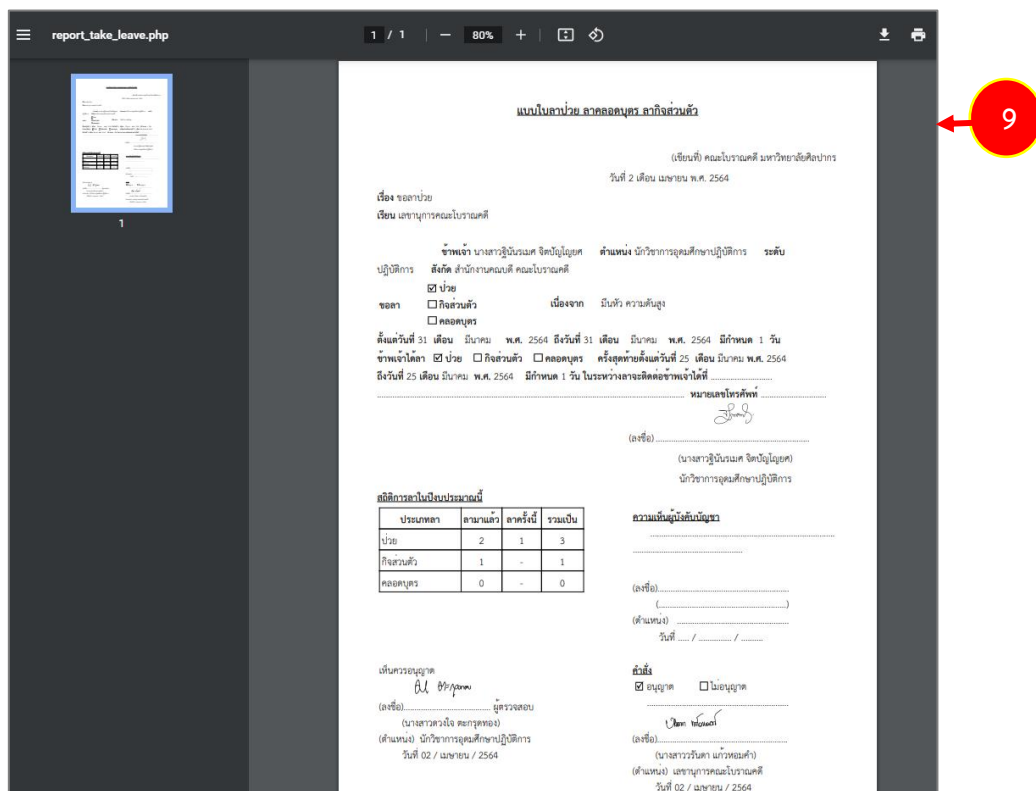 report_take_leave.php
1 / 1
80%
9
1
แบบใบลาป่วย ลาคลอดบุตร ลากิจส่วนตัว
(เขียนที่) คณะโบราณคดี มหาวิทยาลัยศิลปากร
วันที่ 2 เดือน เมษายน พ.ศ. 2564
เรื่อง ขอลาป่วย
เรียน เลขานุการคณะโบราณคดี
ข้าพเจ้า นางสาวฐินันรเมศ จิตปัญโญยศ ตำแหน่ง นักวิชาการอุดมศึกษาปฏิบัติการ ระดับ
ปฏิบัติการ สังกัด สำนักงานคณบดี คณะโบราณคดี
☑ ป่วย
ขอลา ☐ กิจส่วนตัว เนื่องจาก มึนหัว ความดันสูง
☐ คลอดบุตร
ตั้งแต่วันที่ 31 เดือน มีนาคม พ.ศ. 2564 ถึงวันที่ 31 เดือน มีนาคม พ.ศ. 2564 มีกำหนด 1 วัน
ข้าพเจ้าได้ลา ☑ ป่วย ☐ กิจส่วนตัว ☐ คลอดบุตร ครั้งสุดท้ายตั้งแต่วันที่ 25 เดือน มีนาคม พ.ศ. 2564
ถึงวันที่ 25 เดือน มีนาคม พ.ศ. 2564 มีกำหนด 1 วัน ในระหว่างลาจะติดต่อข้าพเจ้าได้ที่ ..............................
.............................. หมายเลขโทรศัพท์ ..............................
(ลงชื่อ) ..............................
(นางสาวฐินันรเมศ จิตปัญโญยศ)
นักวิชาการอุดมศึกษาปฏิบัติการ
สถิติการลาในปีงบประมาณนี้
ประเภทลา ลามาแล้ว ลาครั้งนี้ รวมเป็น
ป่วย 2 1 3
กิจส่วนตัว 1 - 1
คลอดบุตร 0 - 0
ความเห็นผู้บังคับบัญชา
..............................
..............................
(ลงชื่อ)..............................
(..............................)
(ตำแหน่ง) ..............................
วันที่ ..... / .............. / ..........
เห็นควรอนุญาต
(ลงชื่อ).............................. ผู้ตรวจสอบ
(นางสาวดวงใจ ตะกรุดทอง)
(ตำแหน่ง) นักวิชาการอุดมศึกษาปฏิบัติการ
วันที่ 02 / เมษายน / 2564
คำสั่ง
☑ อนุญาต ☐ ไม่อนุญาต
..............................
(ลงชื่อ)..............................
(นางสาววรันดา แก้วหอมคำ)
(ตำแหน่ง) เลขานุการคณะโบราณคดี
วันที่ 02 / เมษายน / 2564